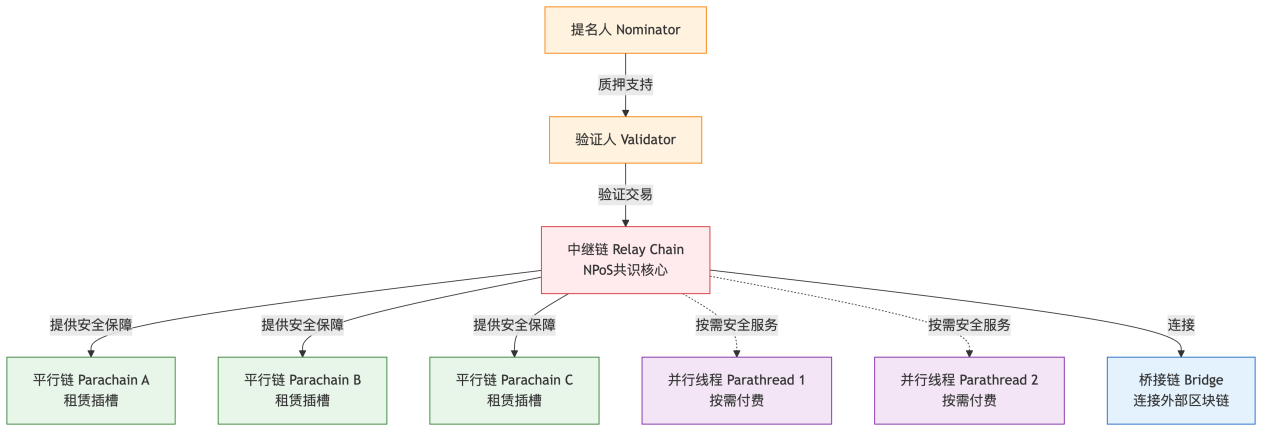 提名人 Nominator
质押支持
验证人 Validator
验证交易
中继链 Relay Chain
NPoS共识核心
提供安全保障
提供安全保障
提供安全保障
按需安全服务
按需安全服务
连接
平行链 Parachain A
租赁插槽
平行链 Parachain B
租赁插槽
平行链 Parachain C
租赁插槽
并行线程 Parathread 1
按需付费
并行线程 Parathread 2
按需付费
桥接链 Bridge
连接外部区块链